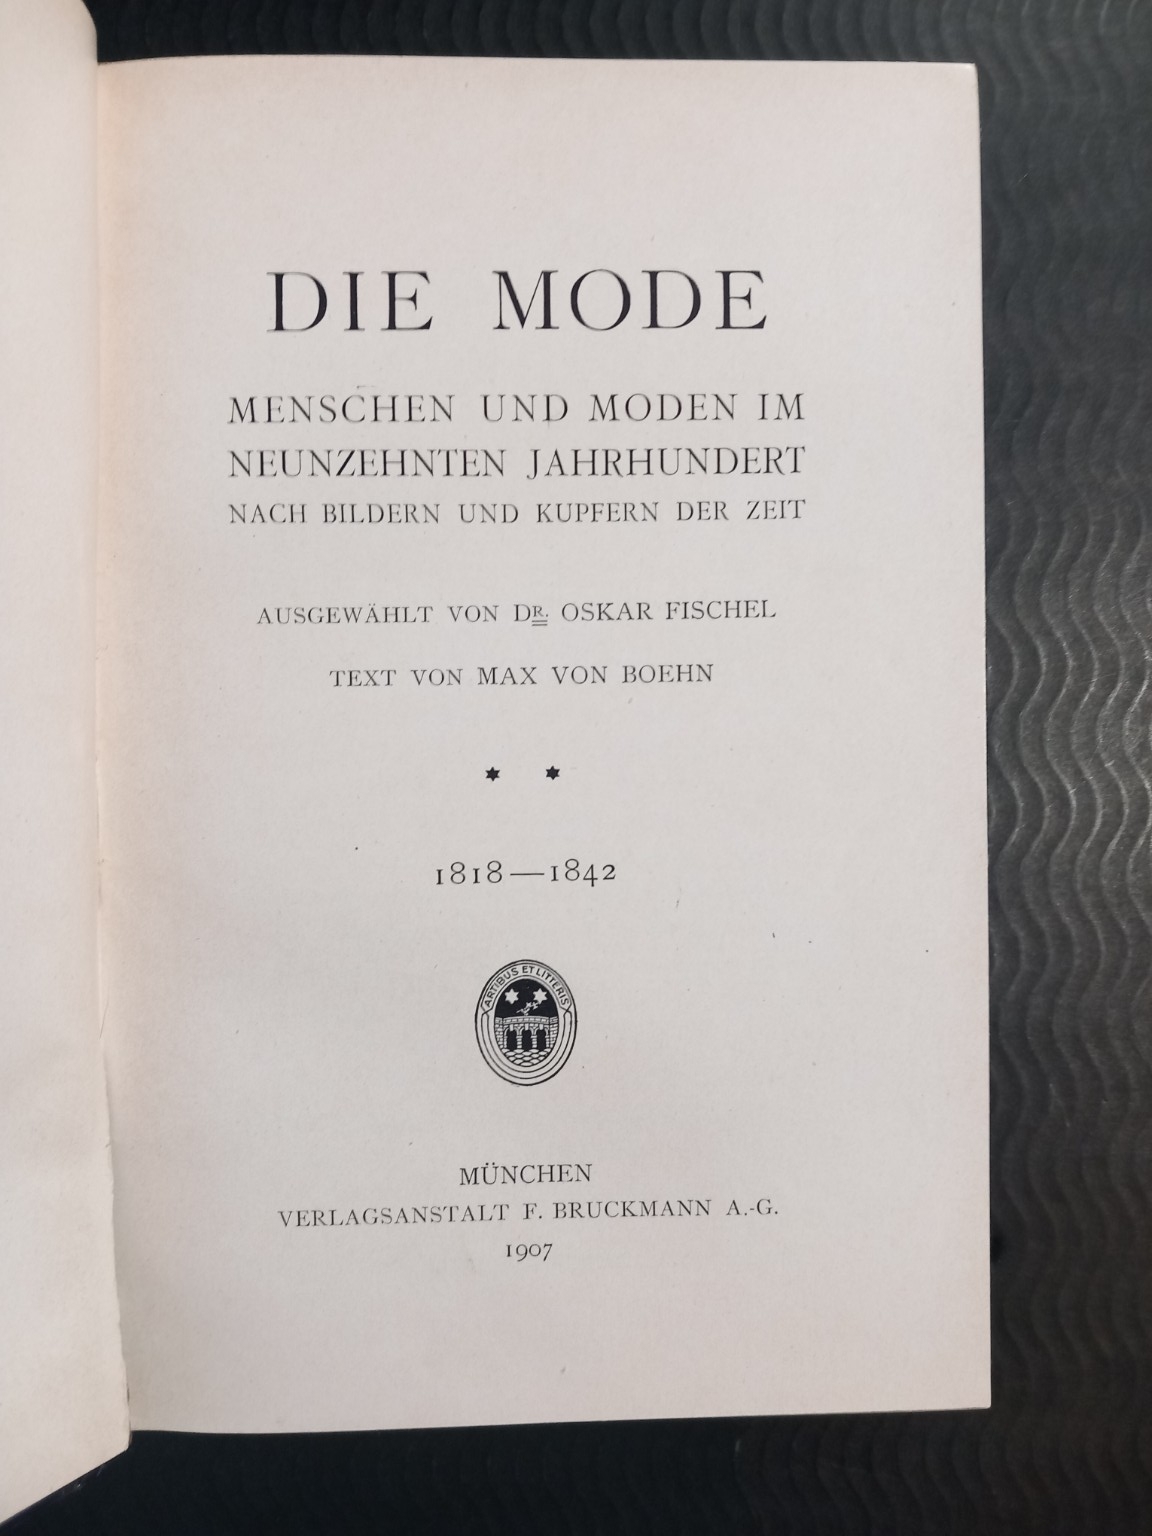 DIE MODE
MENSCHEN UND MODEN IM
NEUNZEHNTEN JAHRHUNDERT
NACH BILDERN UND KUPFERN DER ZEIT
AUSGEWÄHLT VON DR. OSKAR FISCHEL
TEXT VON MAX VON BOEHN
1818—1842
ARTIBUS ET LITTERIS
MÜNCHEN
VERLAGSANSTALT F. BRUCKMANN A.-G.
1907